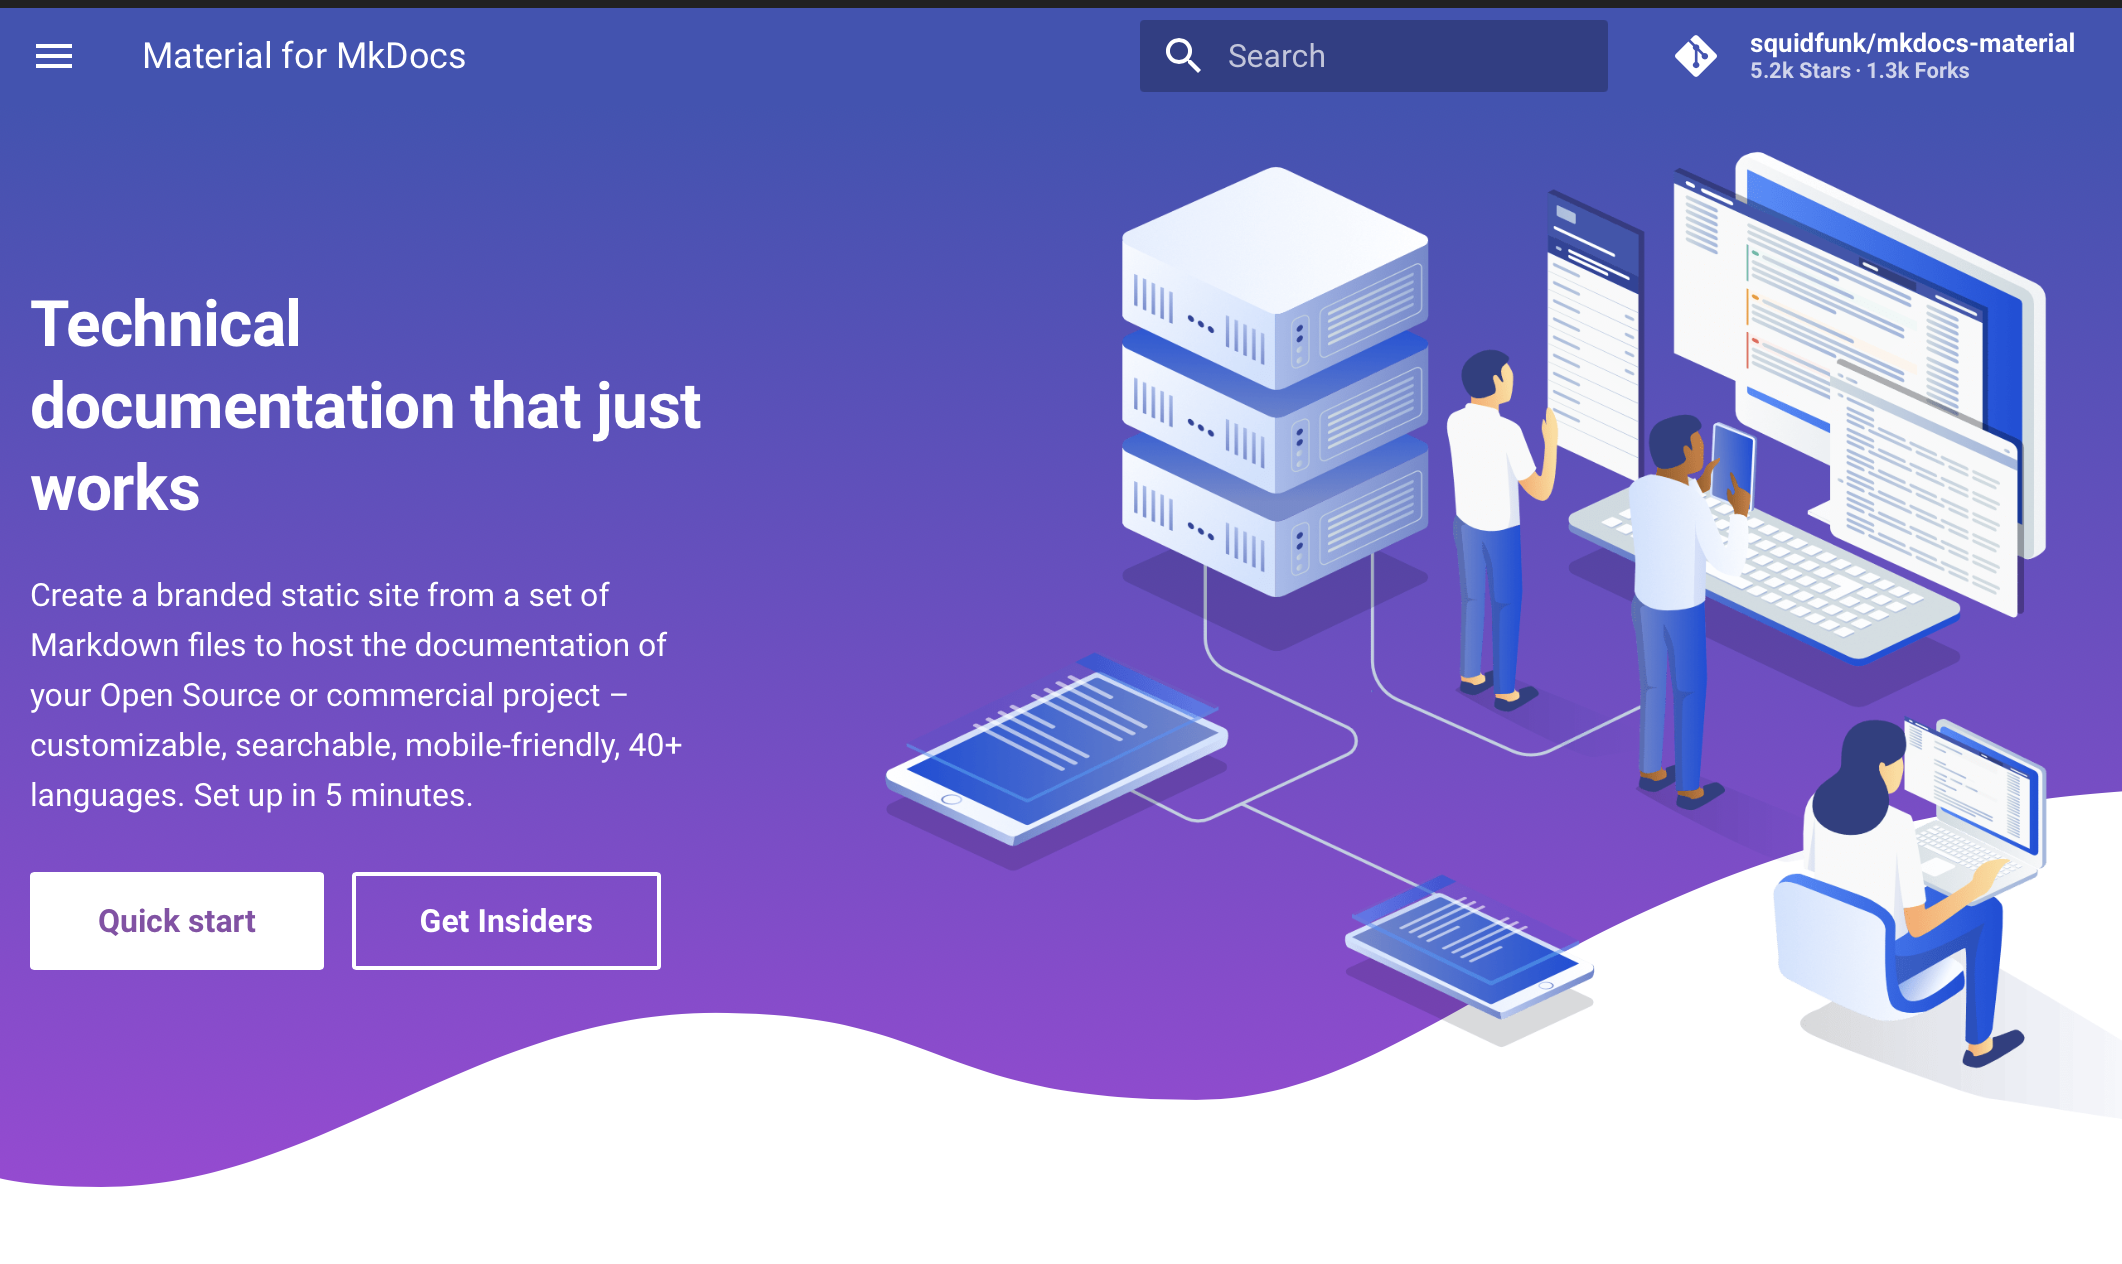 Material for MkDocs
Search
squidfunk/mkdocs-material
5.2k Stars · 1.3k Forks
Technical
documentation that just
works
Create a branded static site from a set of
Markdown files to host the documentation of
your Open Source or commercial project –
customizable, searchable, mobile-friendly, 40+
languages. Set up in 5 minutes.
Quick start
Get Insiders